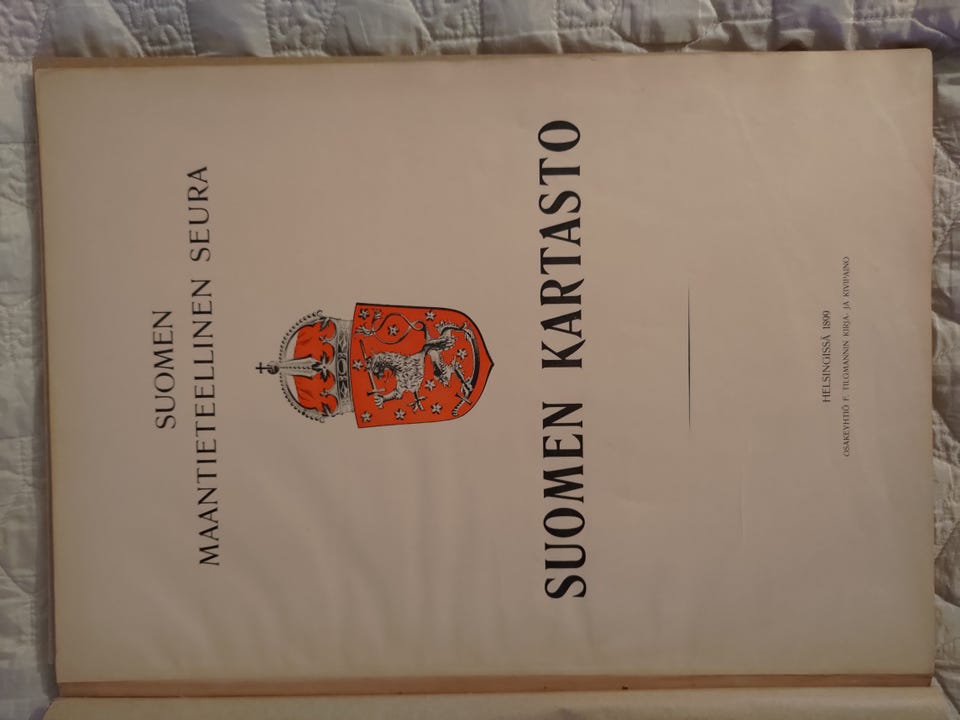 SUOMEN
MAANTIETEELLINEN SEURA
SUOMEN KARTASTO
HELSINGISSÄ 1899
OSAKEYHTIÖ F. TILGMANNIN KIRJA- JA KIVIPAINO